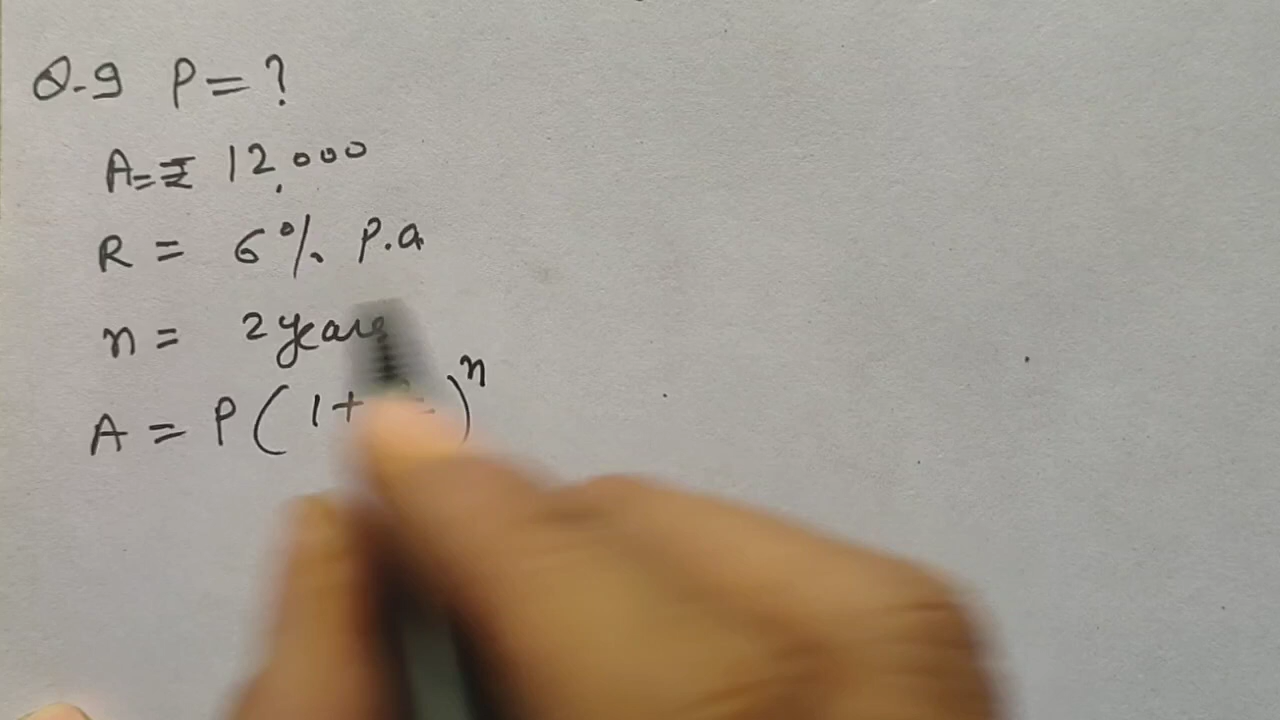 Q-9 P = ?
A = ₹ 12,000
R = 6% p.a
n = 2 years
A = P ( 1 + )ⁿ